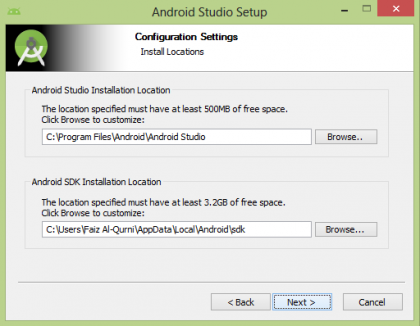 Android Studio Setup
Configuration Settings
Install Locations
Android Studio Installation Location
The location specified must have at least 500MB of free space.
Click Browse to customize:
C:\Program Files\Android\Android Studio
Browse..
Android SDK Installation Location
The location specified must have at least 3.2GB of free space.
Click Browse to customize:
C:\Users\Faiz Al-Qurni\AppData\Local\Android\sdk
Browse...
< Back
Next >
Cancel